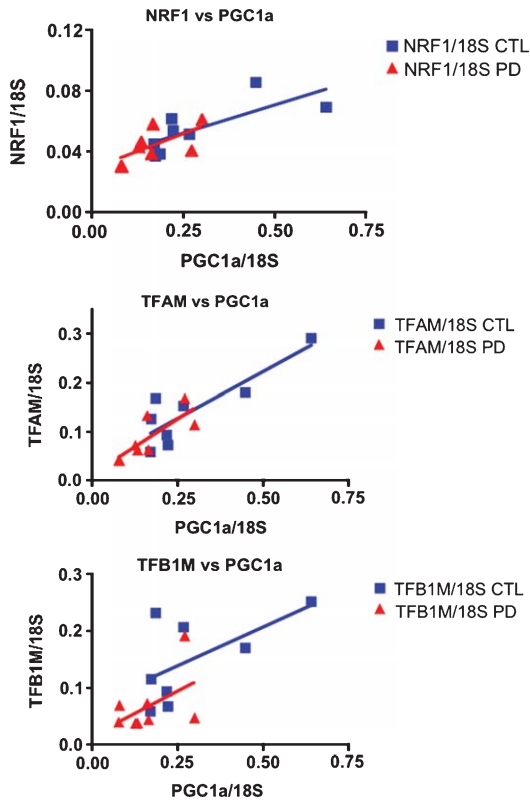 NRF1 vs PGC1a
0.12
0.08
0.04
0.00
NRF1/18S
0.00 0.25 0.50 0.75
PGC1a/18S
NRF1/18S CTL
NRF1/18S PD
TFAM vs PGC1a
0.3
0.2
0.1
0.0
TFAM/18S
0.00 0.25 0.50 0.75
PGC1a/18S
TFAM/18S CTL
TFAM/18S PD
TFB1M vs PGC1a
0.3
0.2
0.1
0.0
TFB1M/18S
0.00 0.25 0.50 0.75
PGC1a/18S
TFB1M/18S CTL
TFB1M/18S PD